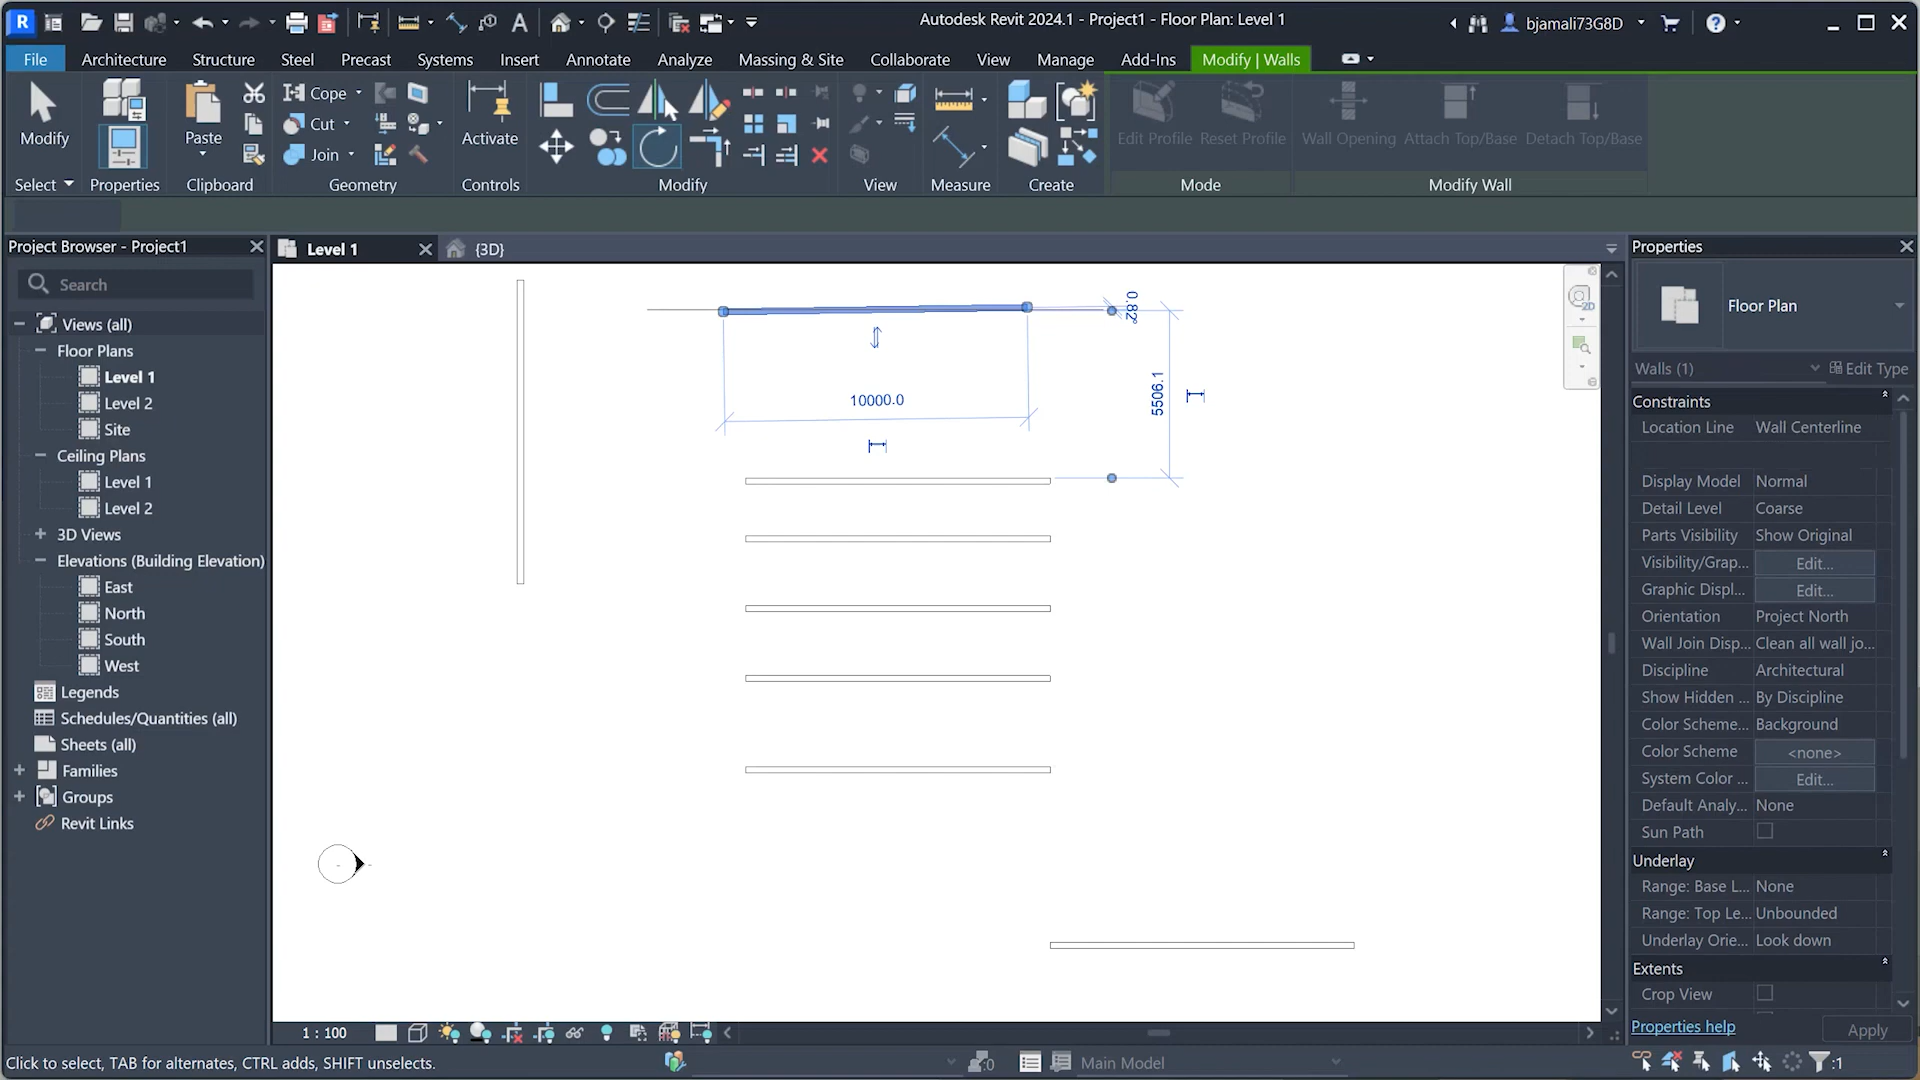 Autodesk Revit 2024.1 - Project1 - Floor Plan: Level 1
bjamali73G8D
File Architecture Structure Steel Precast Systems Insert Annotate Analyze Massing & Site Collaborate View Manage Add-Ins Modify | Walls
Modify
Paste
Cope
Cut
Join
Activate
Edit Profile Reset Profile Wall Opening Attach Top/Base Detach Top/Base
Select Properties Clipboard Geometry Controls Modify View Measure Create Mode Modify Wall
Project Browser - Project1
Search
Views (all)
Floor Plans
Level 1
Level 2
Site
Ceiling Plans
Level 1
Level 2
3D Views
Elevations (Building Elevation)
East
North
South
West
Legends
Schedules/Quantities (all)
Sheets (all)
Families
Groups
Revit Links
Level 1
{3D}
0.82°
10000.0
5506.1
2D
1 : 100
Properties
Floor Plan
Walls (1) Edit Type
Constraints
Location Line Wall Centerline
Display Model Normal
Detail Level Coarse
Parts Visibility Show Original
Visibility/Grap... Edit...
Graphic Displ... Edit...
Orientation Project North
Wall Join Disp... Clean all wall jo...
Discipline Architectural
Show Hidden ... By Discipline
Color Scheme... Background
Color Scheme <none>
System Color ... Edit...
Default Analy... None
Sun Path
Underlay
Range: Base L... None
Range: Top Le... Unbounded
Underlay Orie... Look down
Extents
Crop View
Properties help
Apply
Click to select, TAB for alternates, CTRL adds, SHIFT unselects.
:0
Main Model
:1